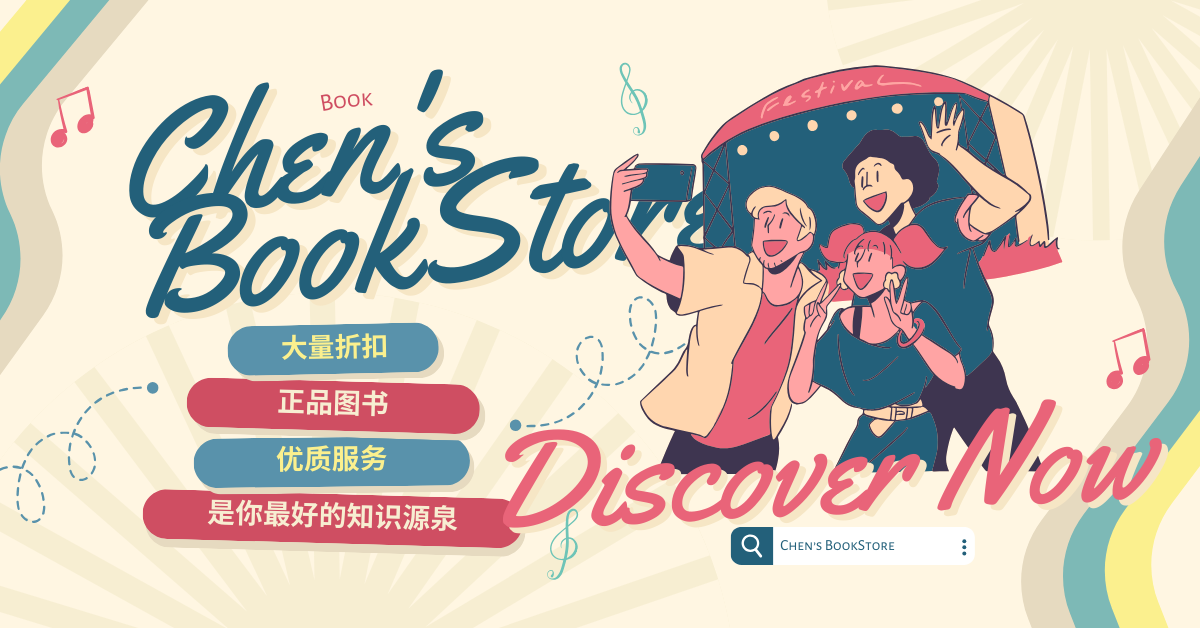 Book
Chen's
BookStore
Festival
大量折扣
正品图书
优质服务
是你最好的知识源泉
Discover Now
Chen's BookStore